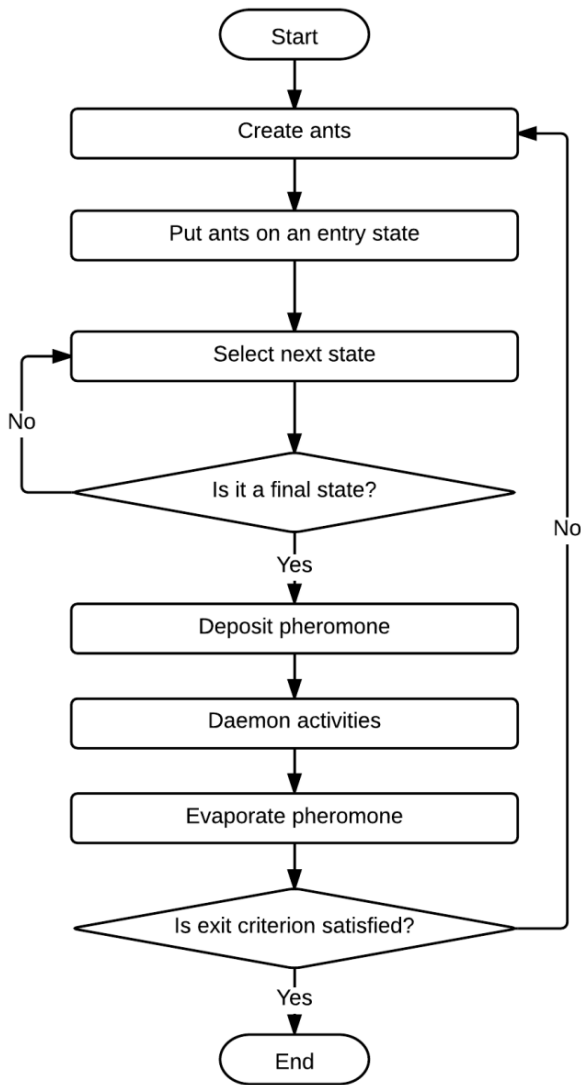 Start
Create ants
Put ants on an entry state
Select next state
No
Is it a final state?
No
Yes
Deposit pheromone
Daemon activities
Evaporate pheromone
Is exit criterion satisfied?
Yes
End